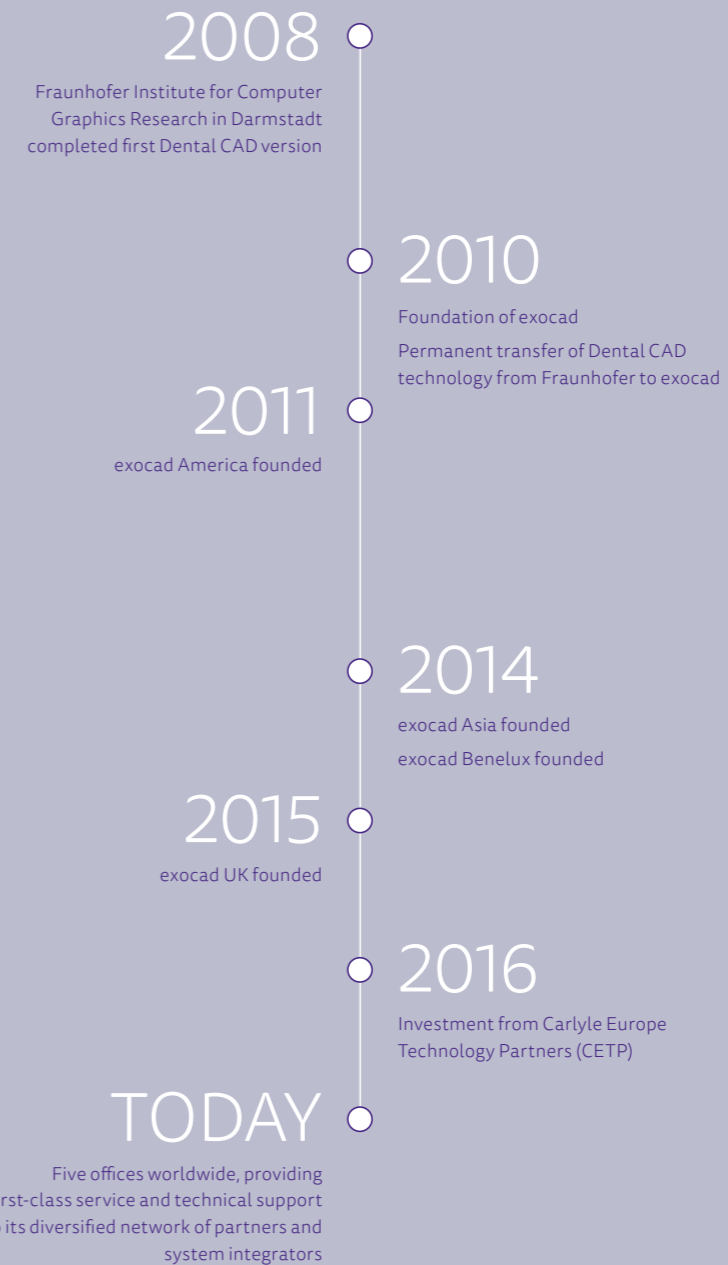 2008
Fraunhofer Institute for Computer
Graphics Research in Darmstadt
completed first Dental CAD version
2010
Foundation of exocad
Permanent transfer of Dental CAD
technology from Fraunhofer to exocad
2011
exocad America founded
2014
exocad Asia founded
exocad Benelux founded
2015
exocad UK founded
2016
Investment from Carlyle Europe
Technology Partners (CETP)
TODAY
Five offices worldwide, providing
rst-class service and technical support
its diversified network of partners and
system integrators